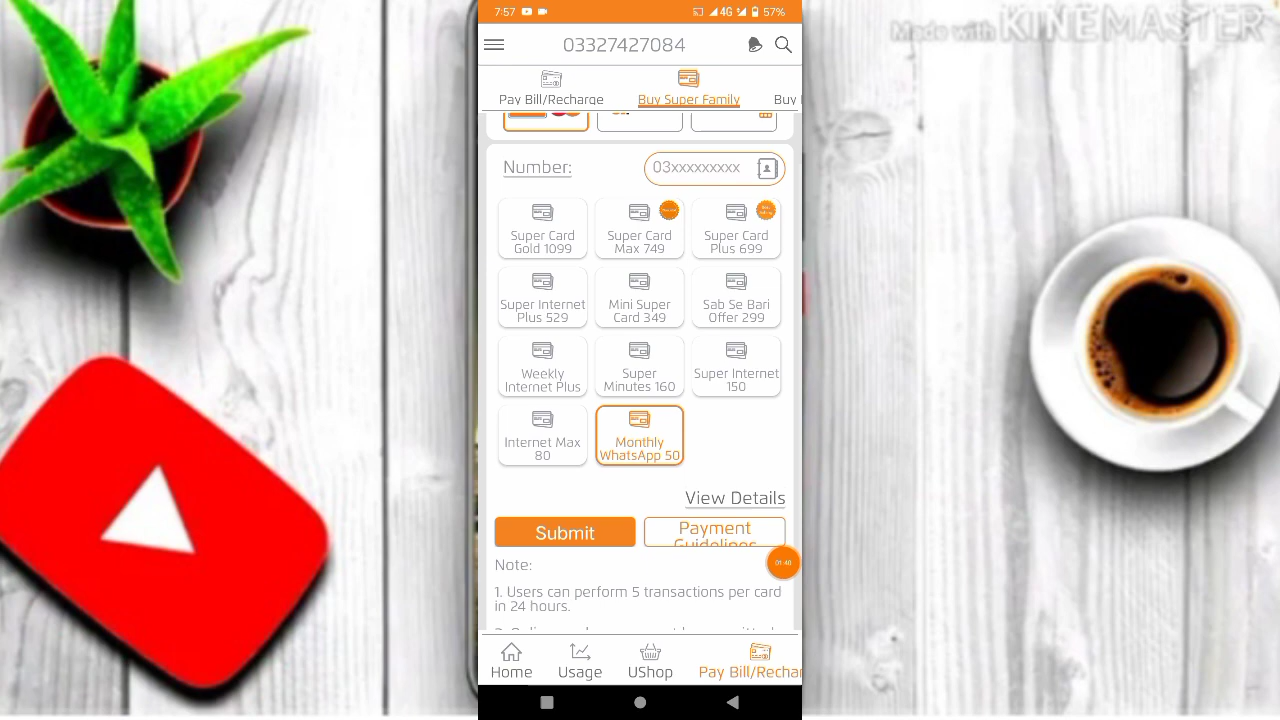 7:57
4G
57%
Made with KINEMASTER
03327427084
Pay Bill/Recharge
Buy Super Family
Buy
Number:
03xxxxxxxxx
Super Card
Gold 1099
Super Card
Max 749
Super Card
Plus 699
Super Internet
Plus 529
Mini Super
Card 349
Sab Se Bari
Offer 299
Weekly
Internet Plus
Super
Minutes 160
Super Internet
150
Internet Max
80
Monthly
WhatsApp 50
View Details
Submit
Payment
Guidelines
01:40
Note:
1. Users can perform 5 transactions per card
in 24 hours.
Home
Usage
UShop
Pay Bill/Rechar